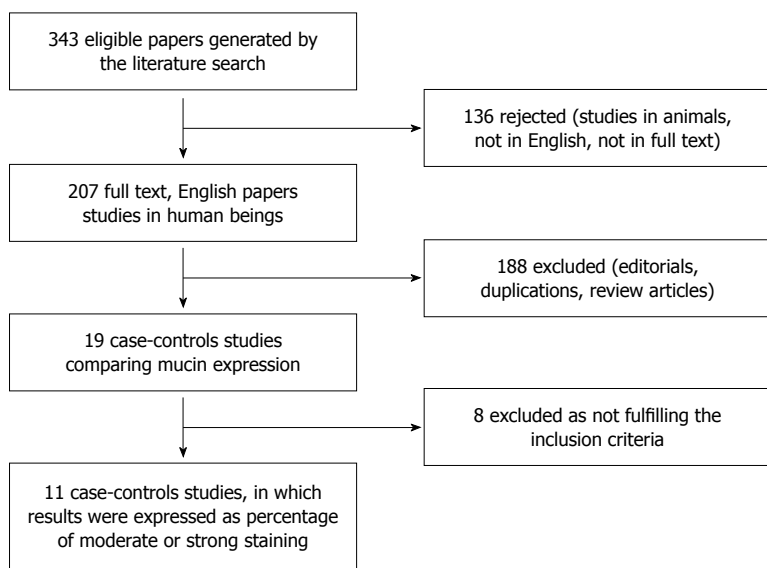 343 eligible papers generated by
the literature search
136 rejected (studies in animals,
not in English, not in full text)
207 full text, English papers
studies in human beings
188 excluded (editorials,
duplications, review articles)
19 case-controls studies
comparing mucin expression
8 excluded as not fulfilling the
inclusion criteria
11 case-controls studies, in which
results were expressed as percentage
of moderate or strong staining